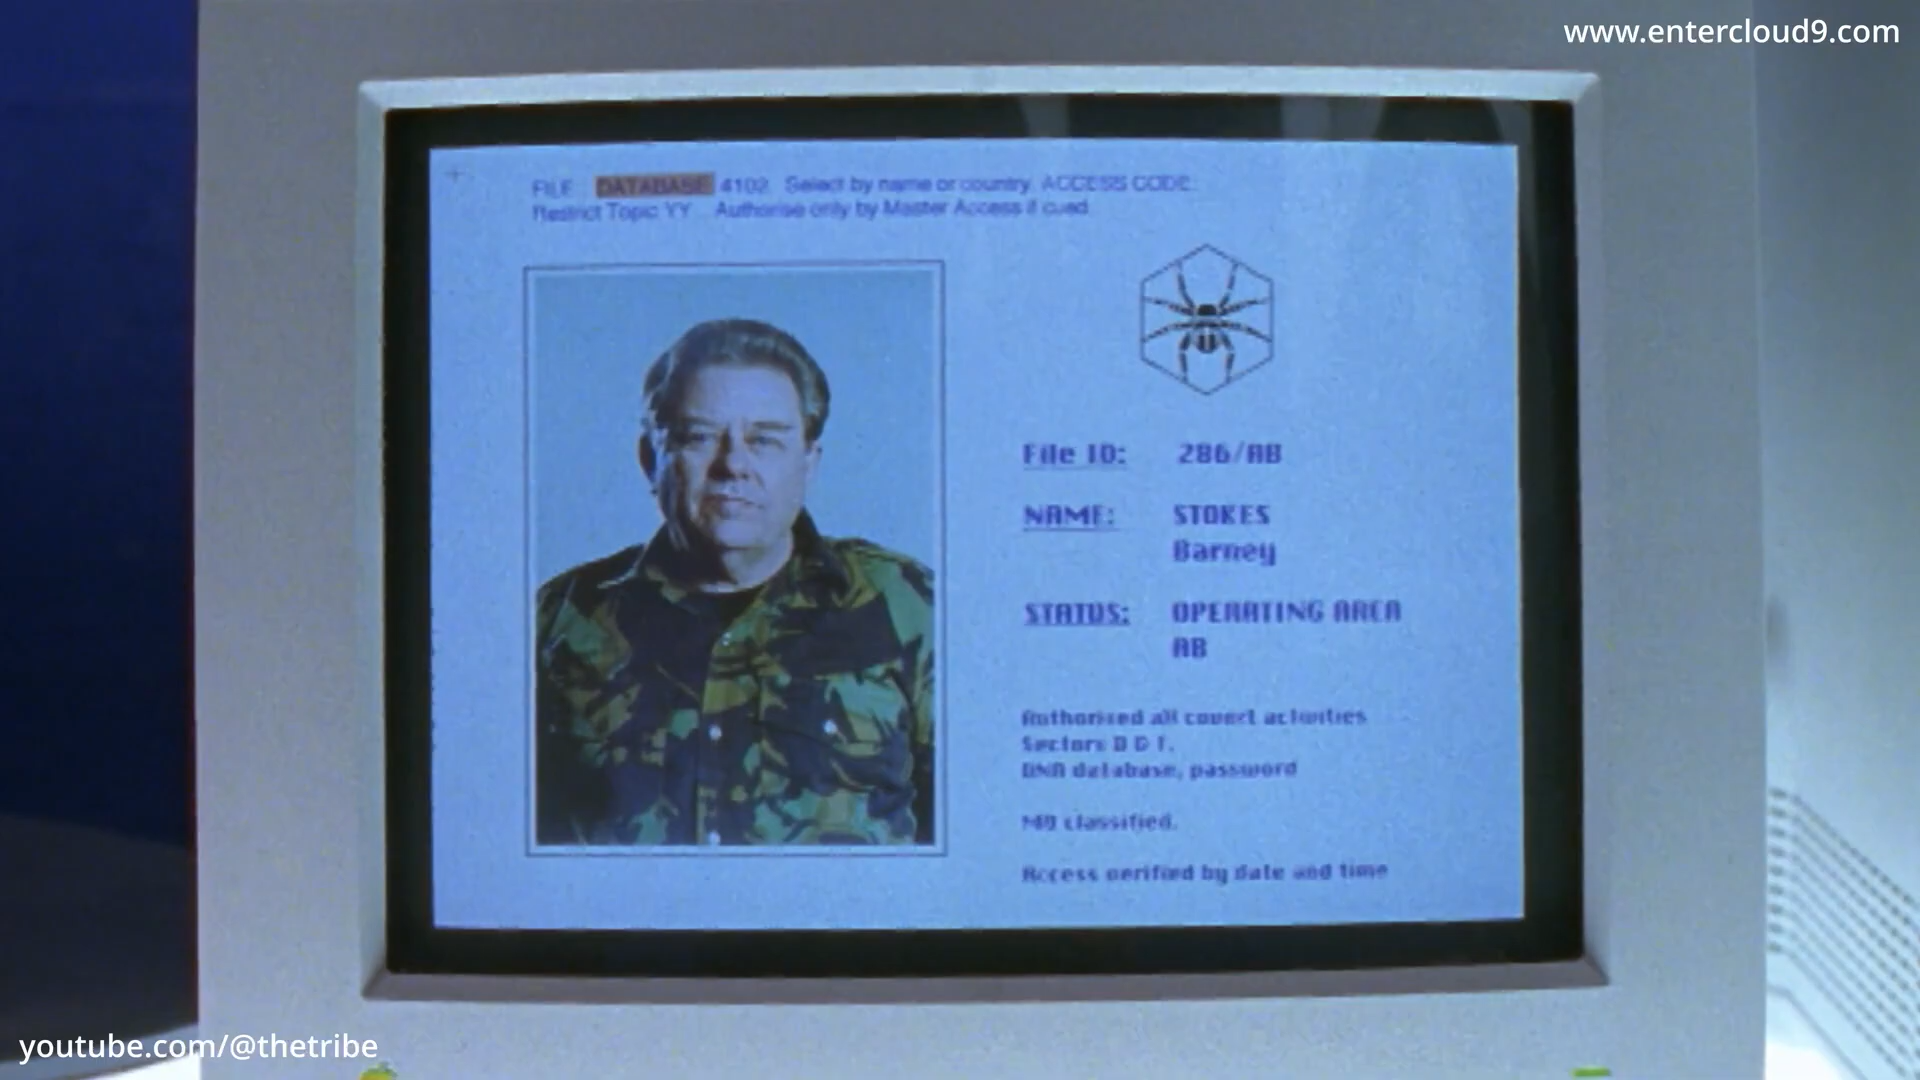 www.entercloud9.com
FILE DATABASE 4102. Select by name or country. ACCESS CODE:
Restrict Topic YY Authorise only by Master Access if cued.
File ID: 286/AB
NAME: STOKES
Barney
STATUS: OPERATING AREA
AB
Authorised all covert activities
Sectors
DNA database, password
classified.
Access verified by date and time
youtube.com/@thetribe